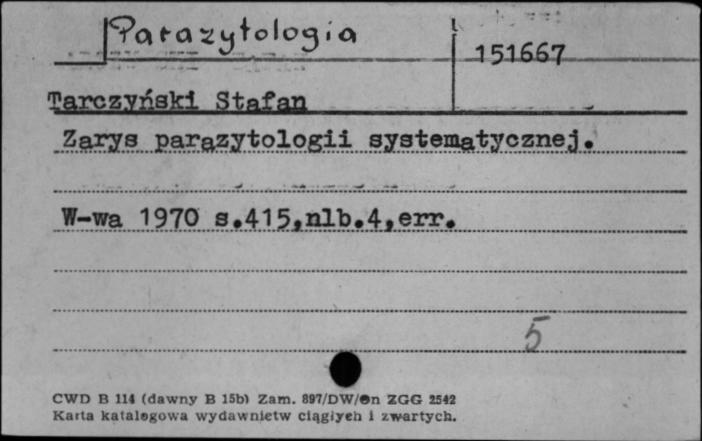 Parazytologia
151667
Tarczyński Stafan
Zarys parazytologii systematycznej.
W-wa 1970 s.415,nlb.4,err.
5
CWD B 114 (dawny B 15b) Zam. 897/DW/On ZGG 2542
Karta katalogowa wydawnictw ciągłych i zwartych.